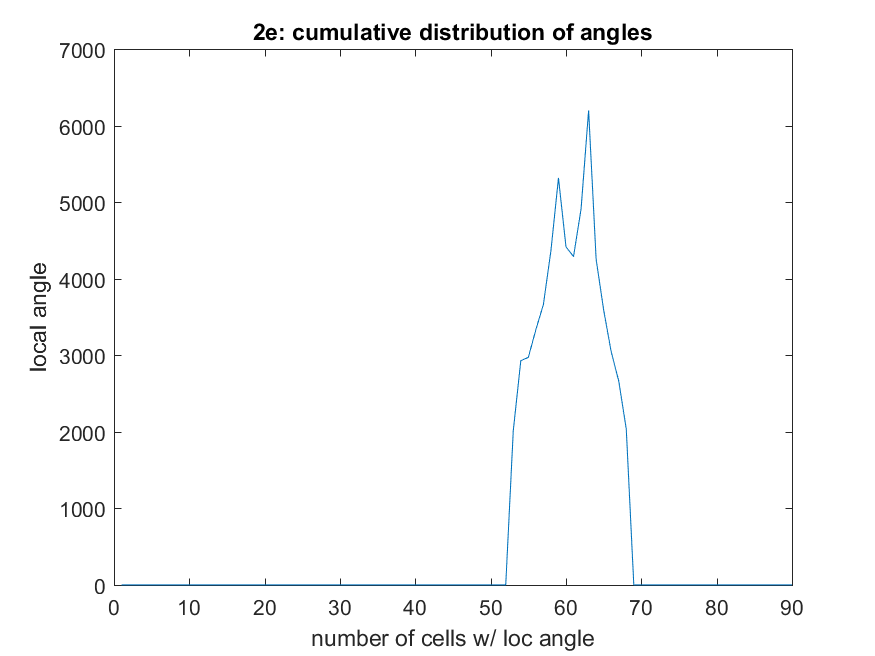 2e: cumulative distribution of angles
7000
6000
5000
4000
3000
2000
1000
0
local angle
0 10 20 30 40 50 60 70 80 90
number of cells w/ loc angle